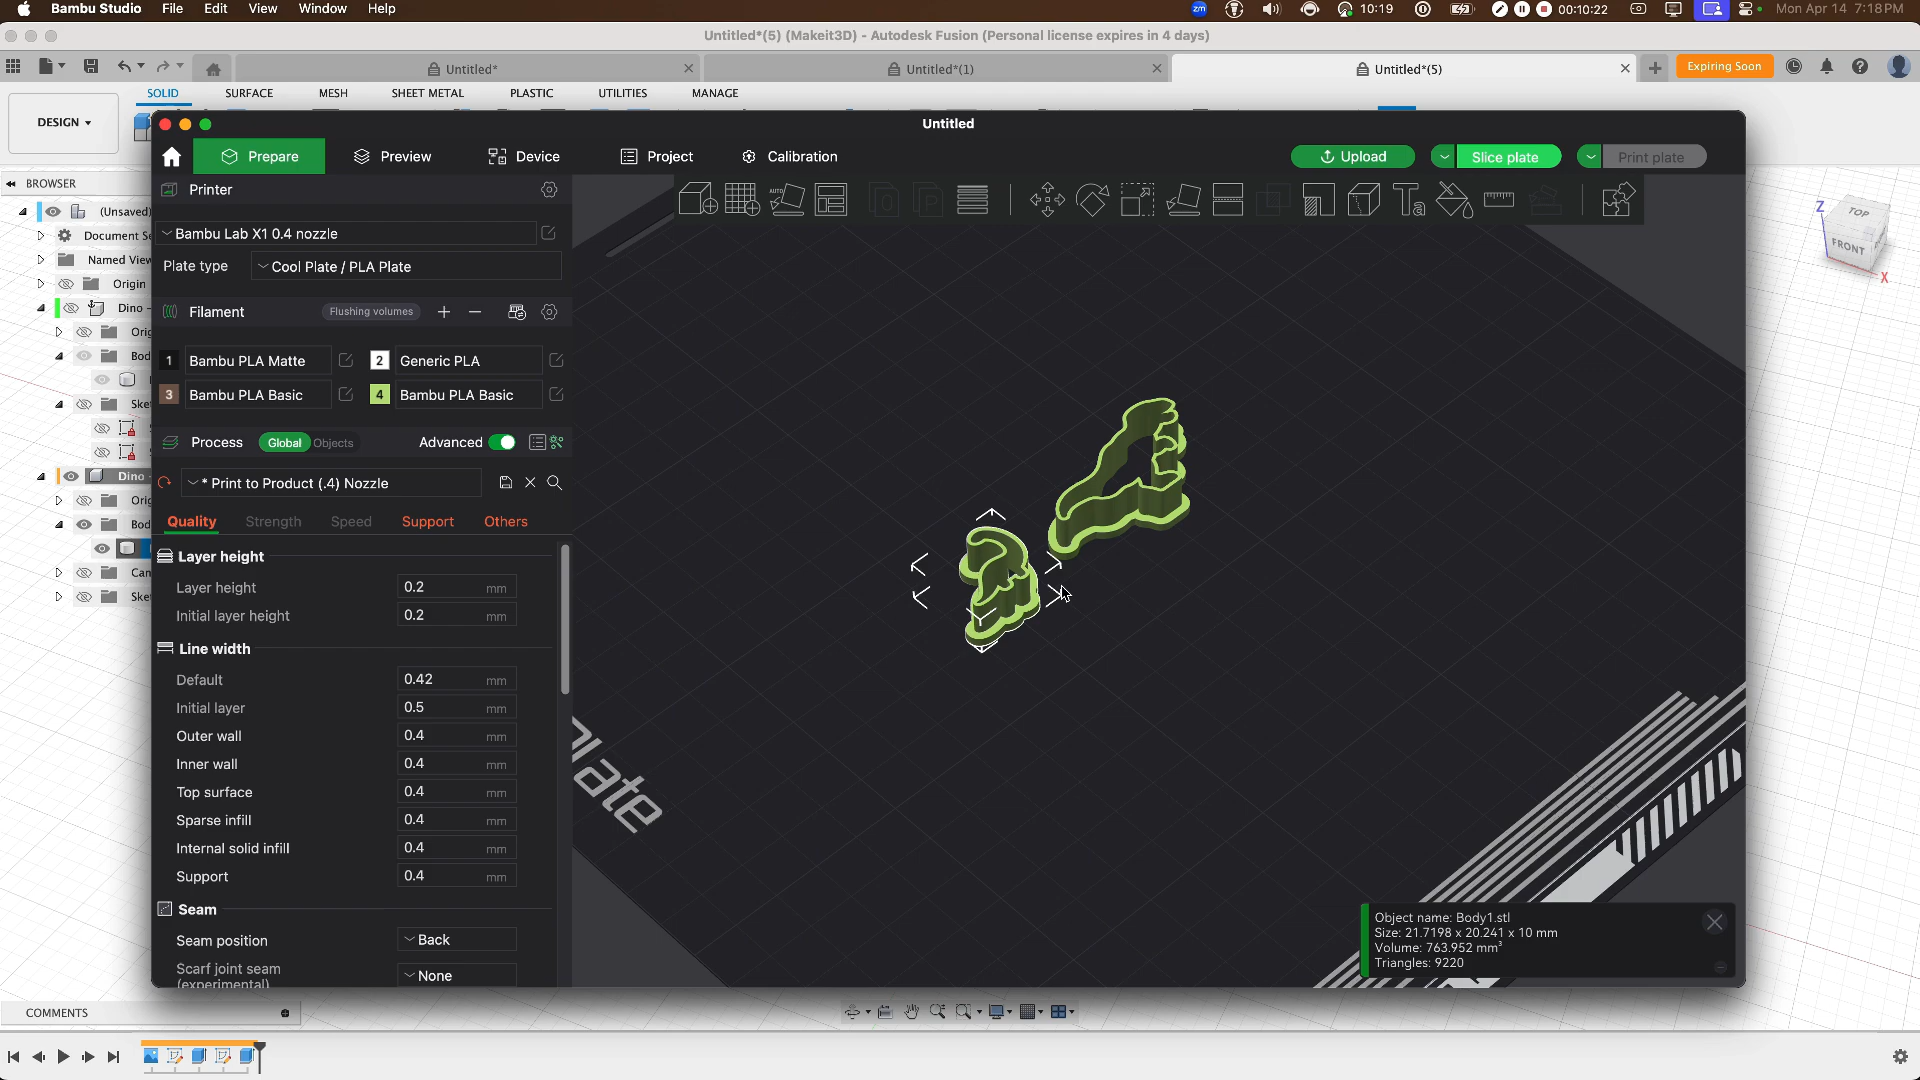 Bambu Studio File Edit View Window Help
zm 10:19 00:10:22 Mon Apr 14 7:18 PM
Untitled*(5) (Makeit3D) - Autodesk Fusion (Personal license expires in 4 days)
Untitled* Untitled*(1) Untitled*(5) Expiring Soon
SOLID SURFACE MESH SHEET METAL PLASTIC UTILITIES MANAGE
DESIGN
BROWSER
(Unsaved)
Named View
Origin
Dino -
Dino -
COMMENTS
Untitled
Prepare Preview Device Project Calibration Upload Slice plate Print plate
Printer
Bambu Lab X1 0.4 nozzle
Plate type Cool Plate / PLA Plate
Filament Flushing volumes
1 Bambu PLA Matte 2 Generic PLA
3 Bambu PLA Basic 4 Bambu PLA Basic
Process Global Objects Advanced
* Print to Product (.4) Nozzle
Quality Strength Speed Support Others
Layer height
Layer height 0.2 mm
Initial layer height 0.2 mm
Line width
Default 0.42 mm
Initial layer 0.5 mm
Outer wall 0.4 mm
Inner wall 0.4 mm
Top surface 0.4 mm
Sparse infill 0.4 mm
Internal solid infill 0.4 mm
Support 0.4 mm
Seam
Seam position Back
Scarf joint seam None
(experimental)
AUTO
Ta
Plate
Object name: Body1.stl
Size: 21.7198 x 20.241 x 10 mm
Volume: 763.952 mm³
Triangles: 9220
Z
TOP
FRONT
X